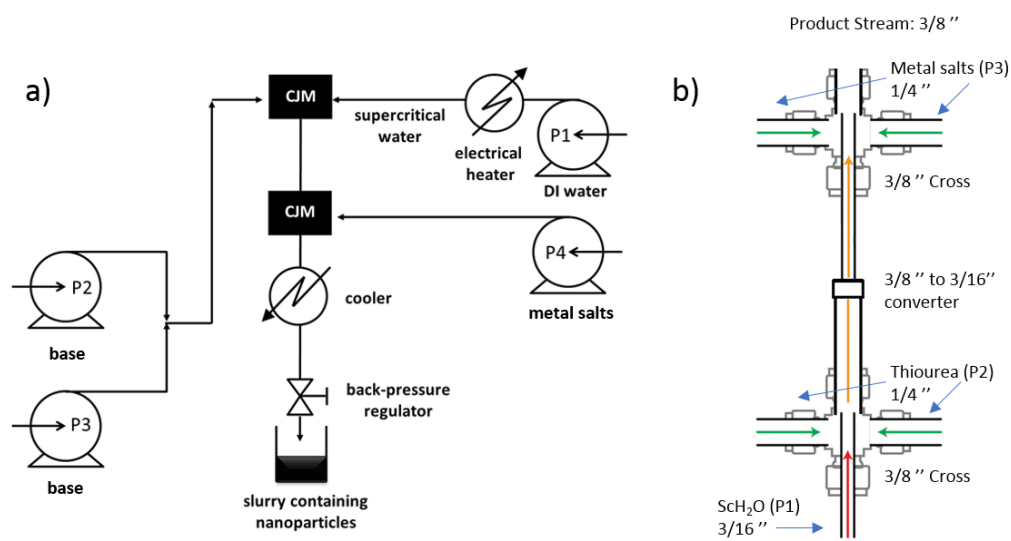 a)
CJM
supercritical
water
electrical
heater
P1
DI water
CJM
P4
metal salts
P2
base
P3
base
cooler
back-pressure
regulator
slurry containing
nanoparticles
b)
Product Stream: 3/8 ’’
Metal salts (P3)
1/4 ’’
3/8 ’’ Cross
3/8 ’’ to 3/16’’
converter
Thiourea (P2)
1/4 ’’
3/8 ’’ Cross
ScH₂O (P1)
3/16 ’’